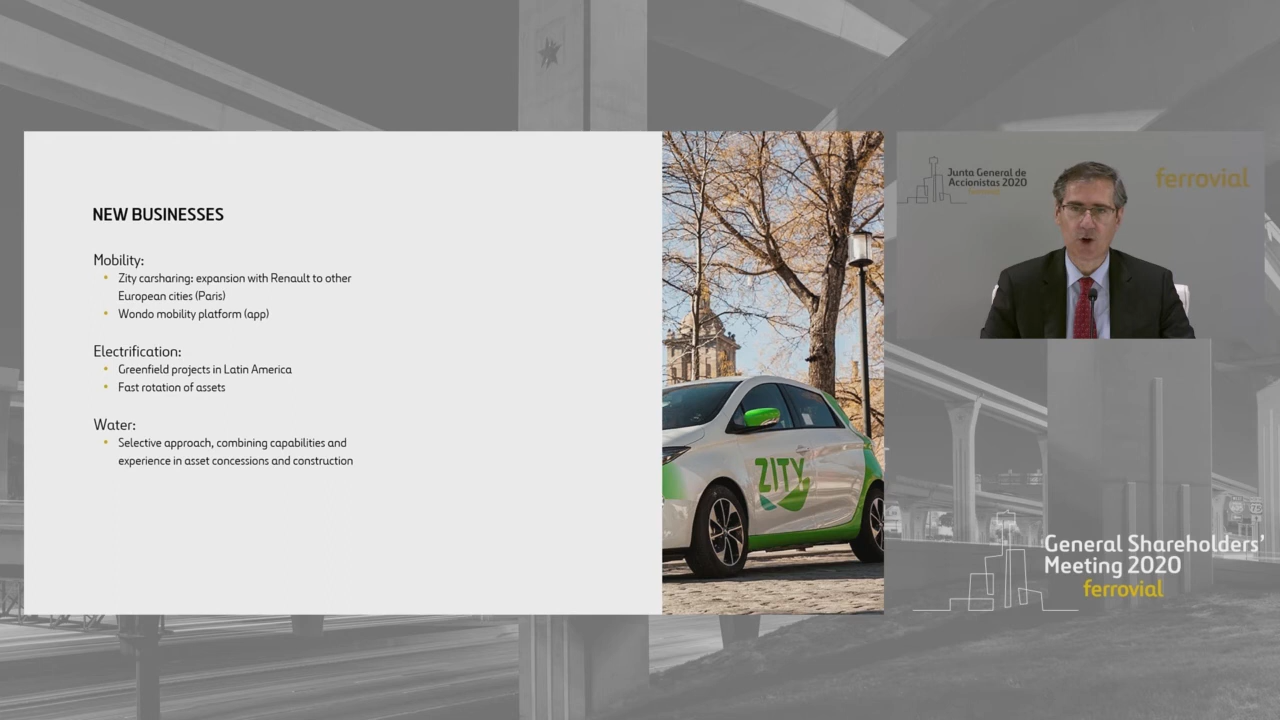 NEW BUSINESSES
Mobility:
• Zity carsharing: expansion with Renault to other
European cities (Paris)
• Wondo mobility platform (app)
Electrification:
• Greenfield projects in Latin America
• Fast rotation of assets
Water:
• Selective approach, combining capabilities and
experience in asset concessions and construction
ZITY
Junta General de
Accionistas 2020
ferrovial
ferrovial
General Shareholders'
Meeting 2020
ferrovial